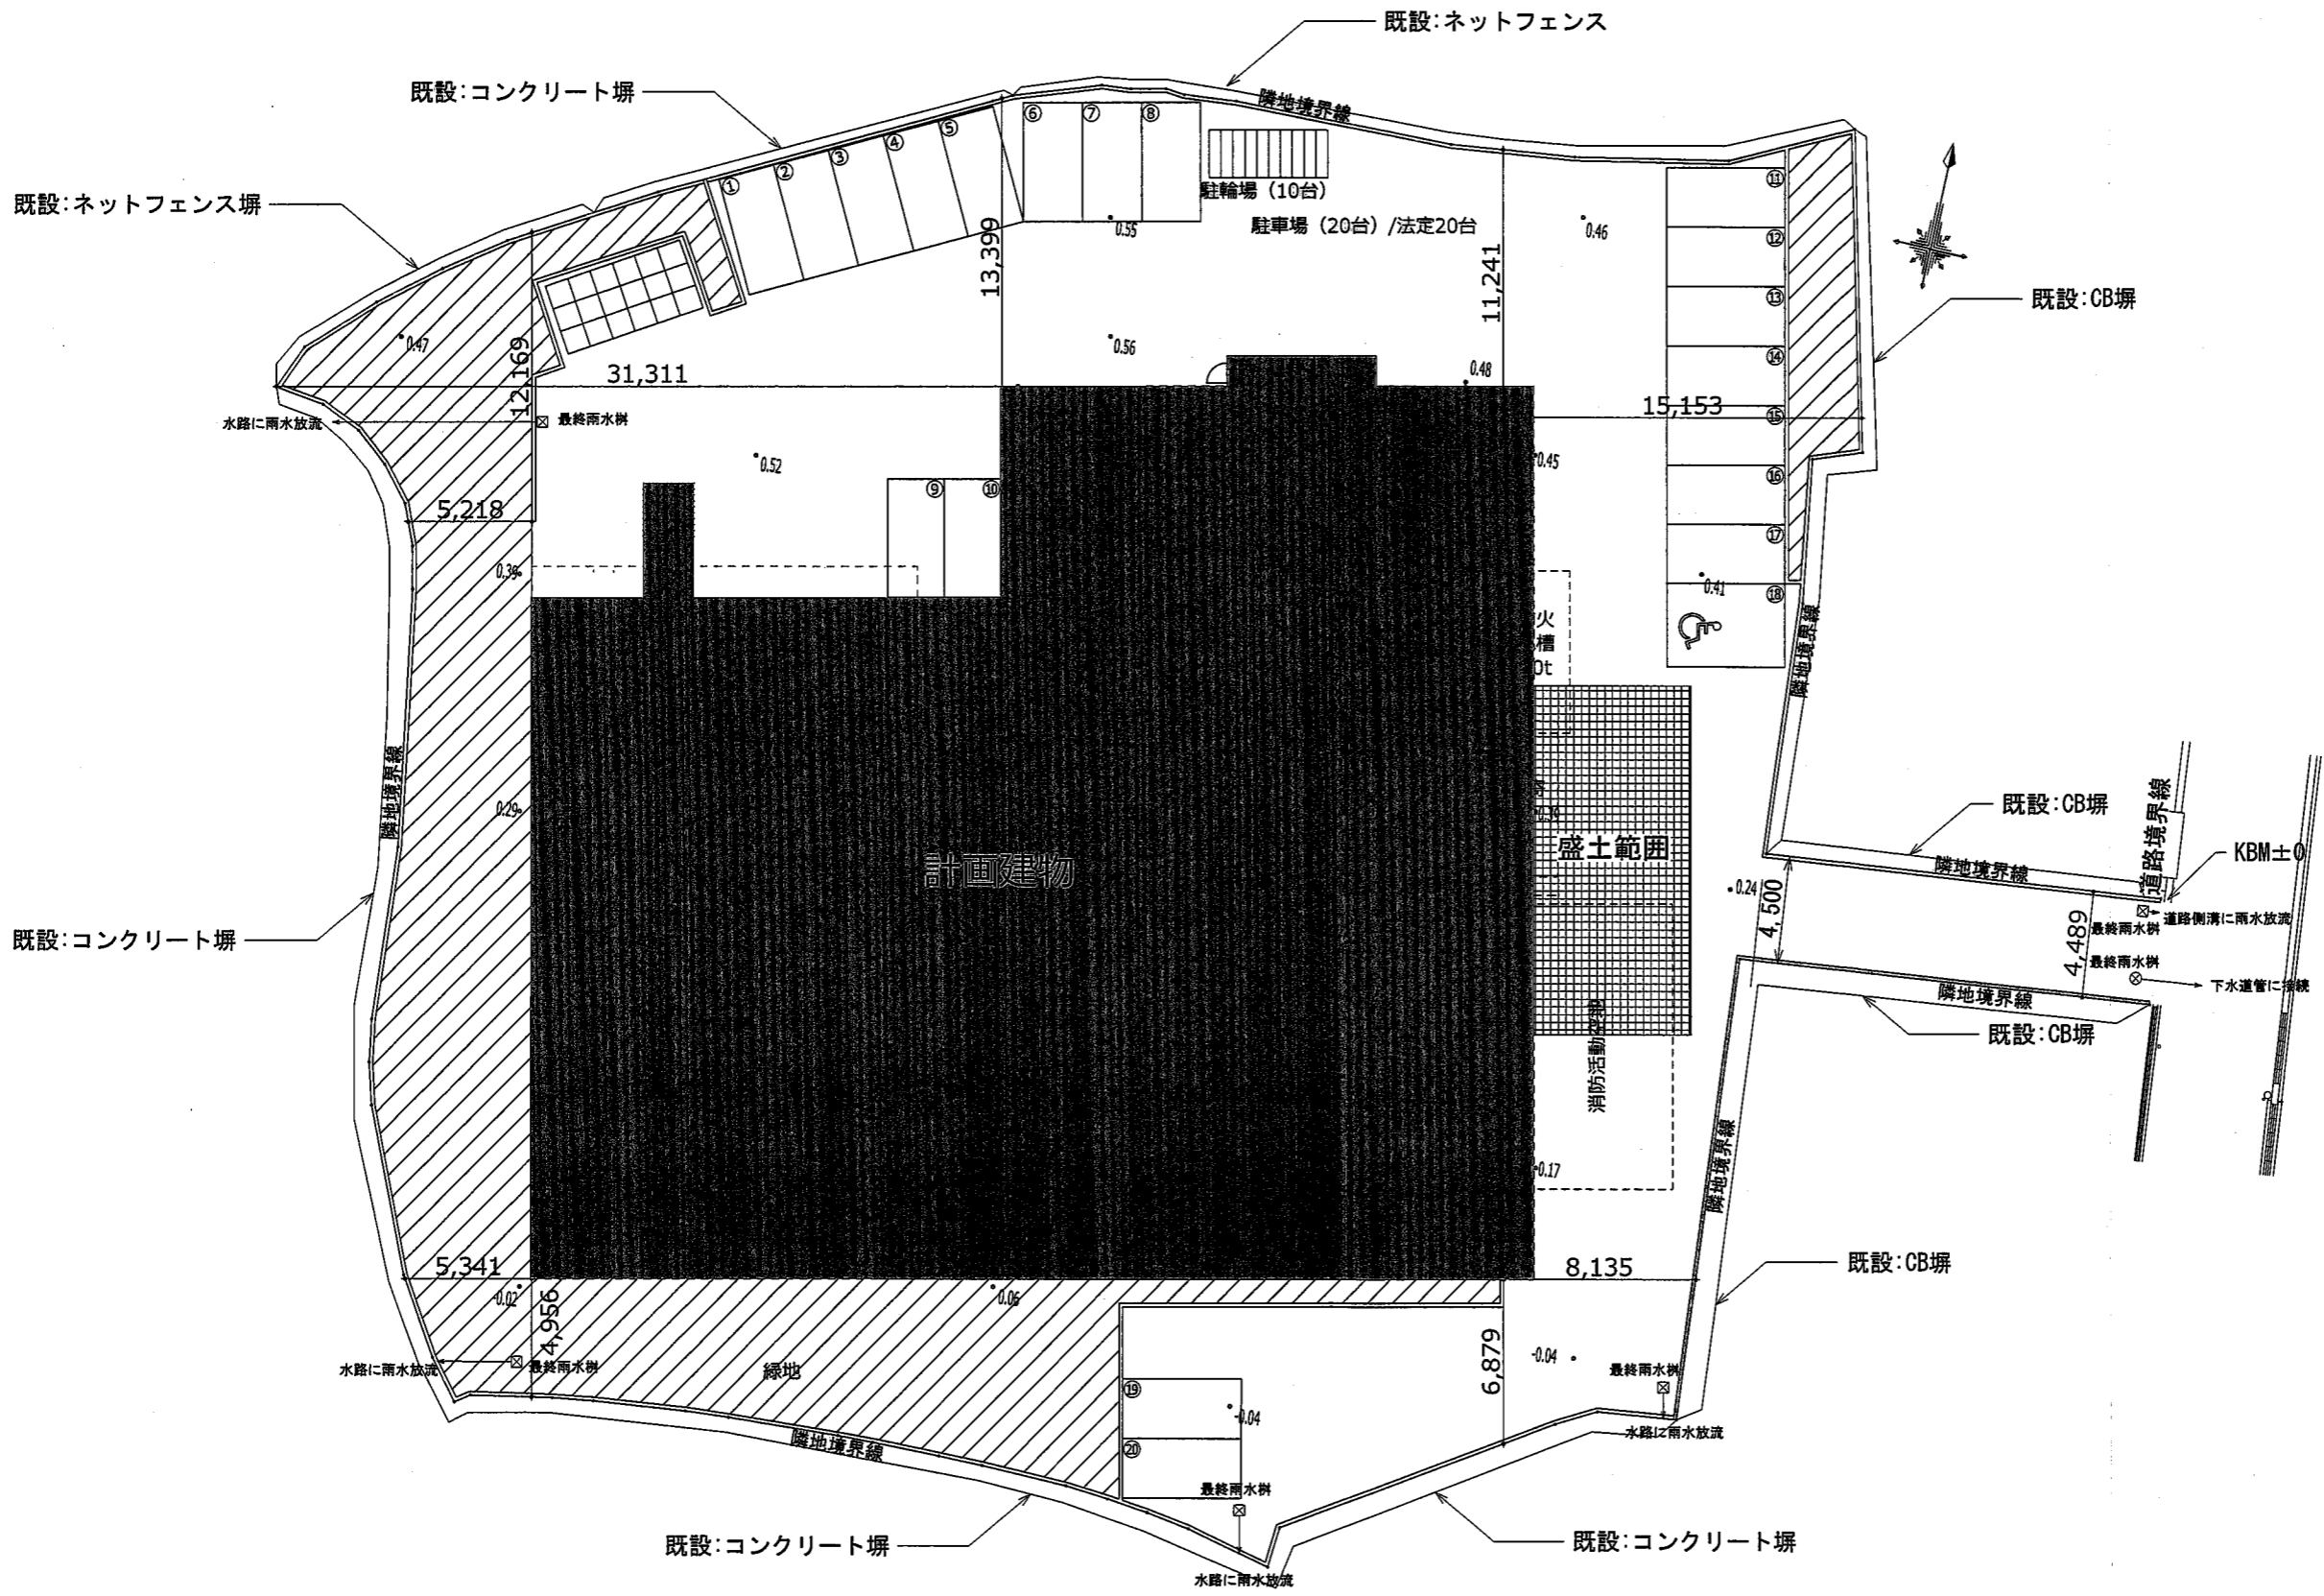 既設:ネットフェンス
既設:コンクリート塀
隣地境界線
⑥
⑦
⑧
⑤
④
③
②
①
駐輪場（10台）
駐車場（20台）/法定20台
既設:ネットフェンス塀
0.55
0.46
13,399
11,241
⑪
⑫
⑬
⑭
⑮
⑯
⑰
⑱
既設:CB塀
0.47
12,169
31,311
0.56
0.48
15,153
水路に雨水放流
最終雨水桝
0.52
0.45
⑨
⑩
5,218
0.39
0.41
火
槽
0t
隣地境界線
隣地境界線
0.29
計画建物
盛土範囲
既設:CB塀
道路境界線
KBM±0
隣地境界線
0.24
4,500
4,489
道路側溝に雨水放流
最終雨水桝
最終雨水桝
下水道管に接続
隣地境界線
既設:CB塀
既設:コンクリート塀
消防活動空地
隣地境界線
0.17
既設:CB塀
5,341
8,135
-0.02
4,956
0.06
6,879
-0.04
水路に雨水放流
最終雨水桝
緑地
最終雨水桝
⑲
-0.04
⑳
水路に雨水放流
隣地境界線
最終雨水桝
既設:コンクリート塀
既設:コンクリート塀
水路に雨水放流